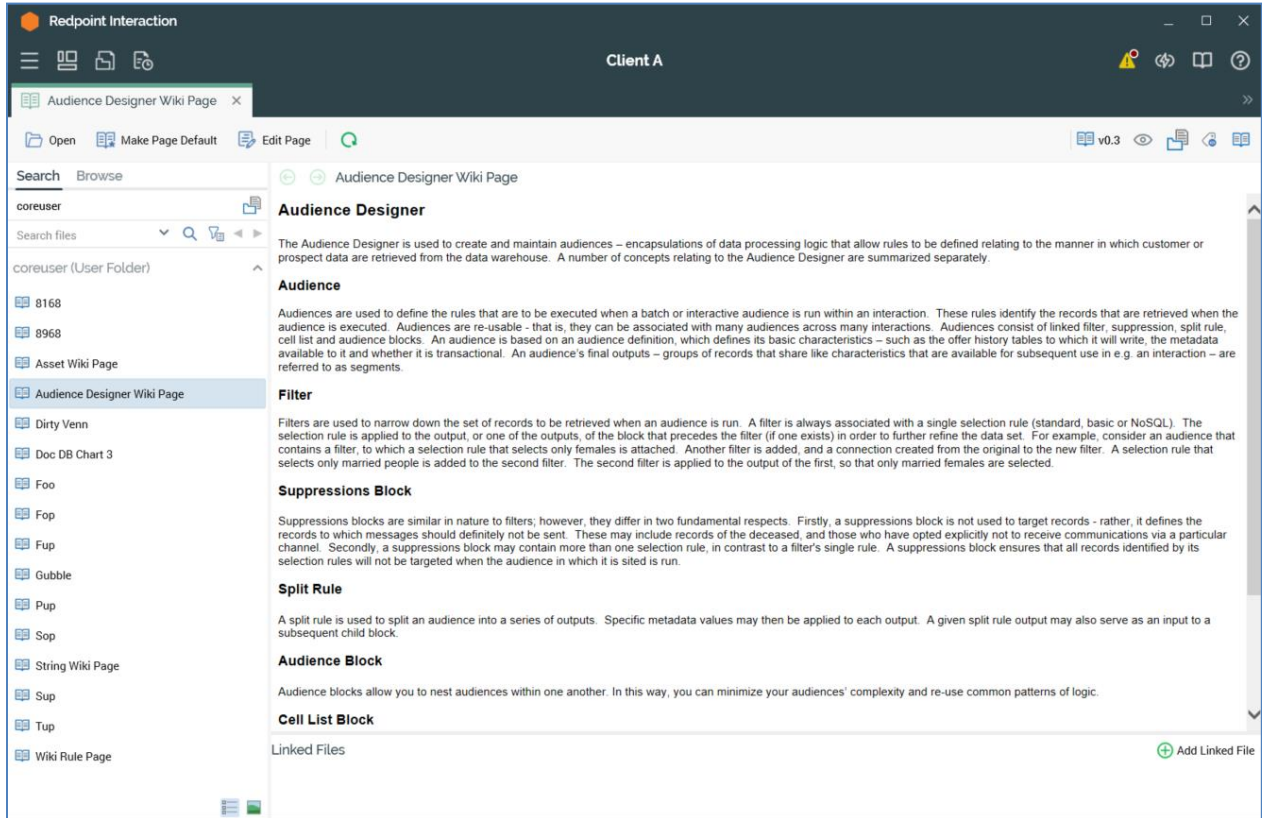 Redpoint Interaction
Client A
Audience Designer Wiki Page
Open Make Page Default Edit Page v0.3
Search Browse
coreuser
Search files
coreuser (User Folder)
8168
8968
Asset Wiki Page
Audience Designer Wiki Page
Dirty Venn
Doc DB Chart 3
Foo
Fop
Fup
Gubble
Pup
Sop
String Wiki Page
Sup
Tup
Wiki Rule Page
Audience Designer Wiki Page
Audience Designer
The Audience Designer is used to create and maintain audiences – encapsulations of data processing logic that allow rules to be defined relating to the manner in which customer or
prospect data are retrieved from the data warehouse. A number of concepts relating to the Audience Designer are summarized separately.
Audience
Audiences are used to define the rules that are to be executed when a batch or interactive audience is run within an interaction. These rules identify the records that are retrieved when the
audience is executed. Audiences are re-usable - that is, they can be associated with many audiences across many interactions. Audiences consist of linked filter, suppression, split rule,
cell list and audience blocks. An audience is based on an audience definition, which defines its basic characteristics – such as the offer history tables to which it will write, the metadata
available to it and whether it is transactional. An audience's final outputs – groups of records that share like characteristics that are available for subsequent use in e.g. an interaction – are
referred to as segments.
Filter
Filters are used to narrow down the set of records to be retrieved when an audience is run. A filter is always associated with a single selection rule (standard, basic or NoSQL). The
selection rule is applied to the output, or one of the outputs, of the block that precedes the filter (if one exists) in order to further refine the data set. For example, consider an audience that
contains a filter, to which a selection rule that selects only females is attached. Another filter is added, and a connection created from the original to the new filter. A selection rule that
selects only married people is added to the second filter. The second filter is applied to the output of the first, so that only married females are selected.
Suppressions Block
Suppressions blocks are similar in nature to filters; however, they differ in two fundamental respects. Firstly, a suppressions block is not used to target records - rather, it defines the
records to which messages should definitely not be sent. These may include records of the deceased, and those who have opted explicitly not to receive communications via a particular
channel. Secondly, a suppressions block may contain more than one selection rule, in contrast to a filter's single rule. A suppressions block ensures that all records identified by its
selection rules will not be targeted when the audience in which it is sited is run.
Split Rule
A split rule is used to split an audience into a series of outputs. Specific metadata values may then be applied to each output. A given split rule output may also serve as an input to a
subsequent child block.
Audience Block
Audience blocks allow you to nest audiences within one another. In this way, you can minimize your audiences' complexity and re-use common patterns of logic.
Cell List Block
Linked Files
Add Linked File